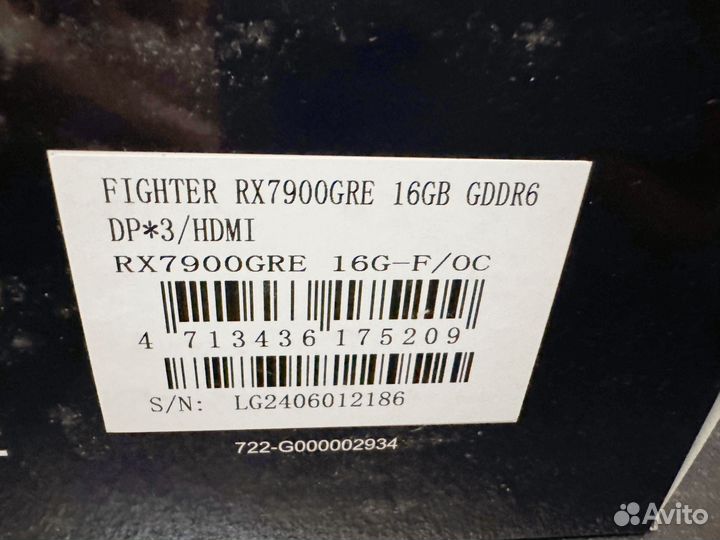 FIGHTER RX7900GRE 16GB GDDR6
DP*3/HDMI
RX7900GRE 16G-F/OC
4 713436 175209
S/N: LG2406012186
722-G000002934
Avito